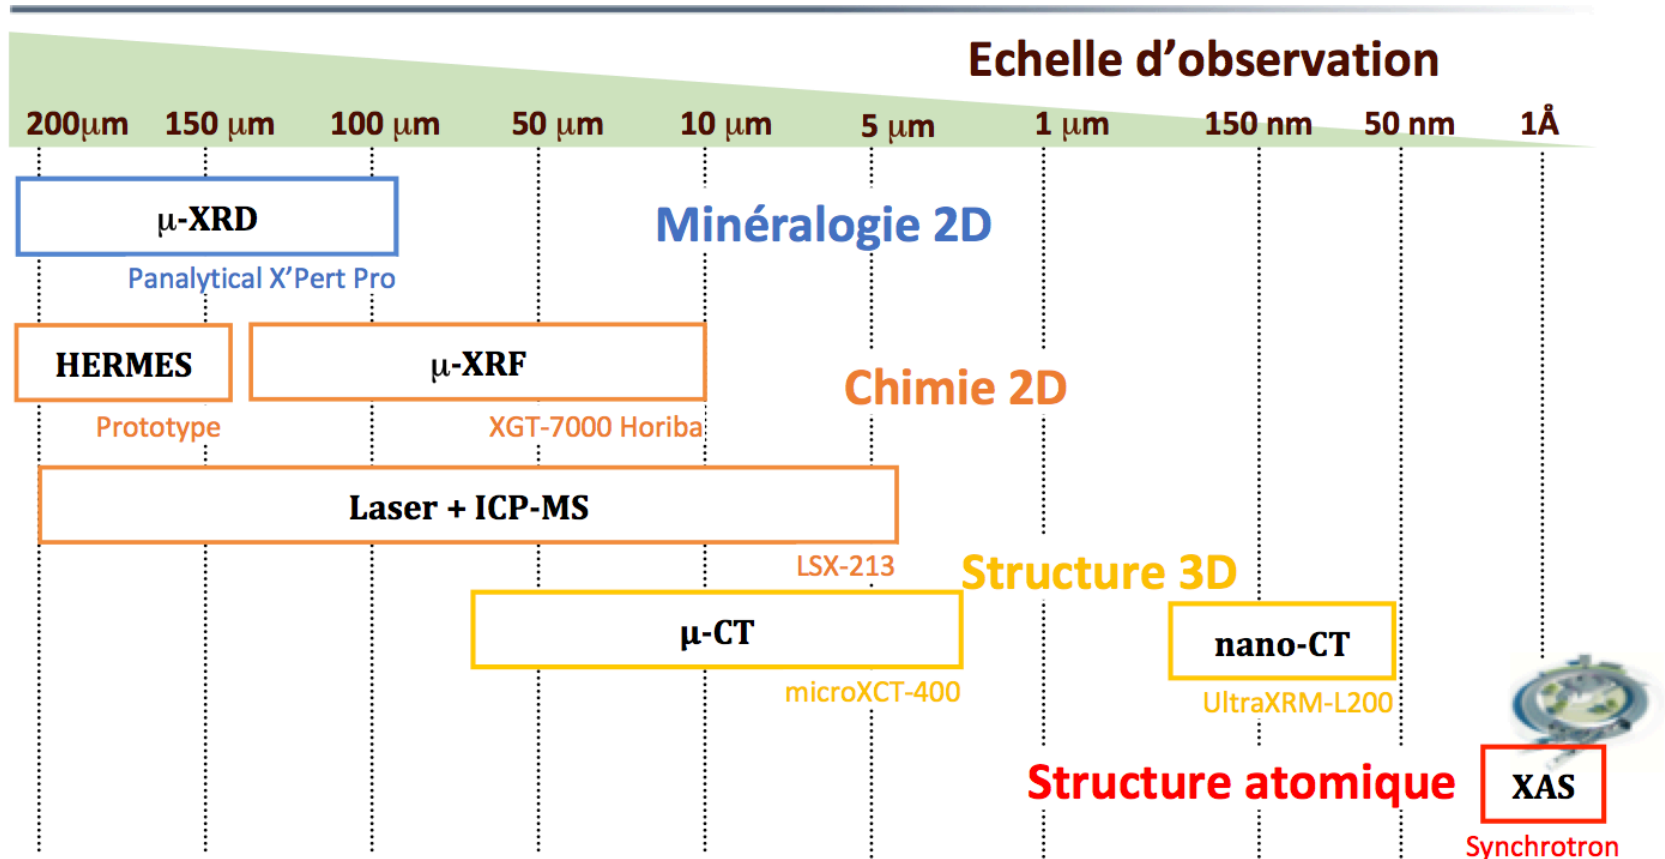 Echelle d’observation
200μm 150 μm 100 μm 50 μm 10 μm 5 μm 1 μm 150 nm 50 nm 1Å
μ-XRD
Minéralogie 2D
Panalytical X’Pert Pro
HERMES
μ-XRF
Chimie 2D
Prototype
XGT-7000 Horiba
Laser + ICP-MS
LSX-213
Structure 3D
μ-CT
nano-CT
microXCT-400
UltraXRM-L200
Structure atomique
XAS
Synchrotron